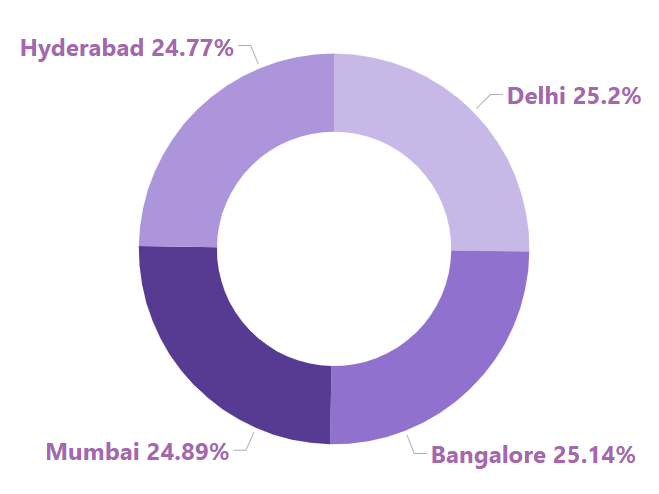 Hyderabad 24.77%
Delhi 25.2%
Mumbai 24.89%
Bangalore 25.14%